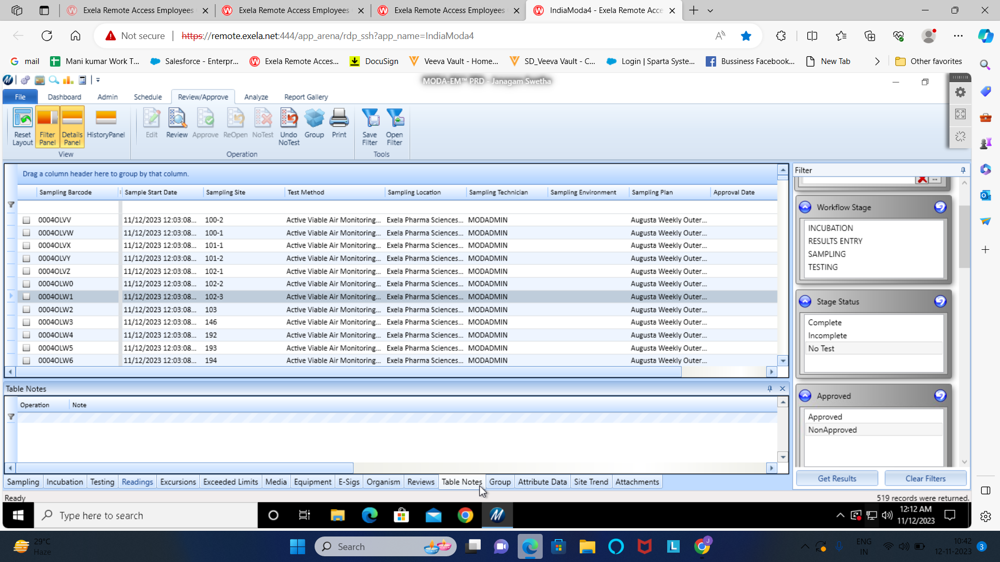 Exela Remote Access Employees
Exela Remote Access Employees
Exela Remote Access Employees
IndiaModa4 - Exela Remote Acce
Not secure
https://remote.exela.net:444/app_arena/rdp_ssh?app_name=IndiaModa4
mail
Mani kumar Work T...
Salesforce - Enterpr...
Exela Remote Acces...
DocuSign
Veeva Vault - Home...
SD_Veeva Vault - C...
Login | Sparta Syste...
Bussiness Facebook...
New Tab
Other favorites
MODA-EM™ PRD - Janagam Swetha
File
Dashboard
Admin
Schedule
Review/Approve
Analyze
Report Gallery
Reset Layout
Filter Panel
Details Panel
HistoryPanel
Edit
Review
Approve
ReOpen
NoTest
Undo NoTest
Group
Print
Save Filter
Open Filter
View
Operation
Tools
Drag a column header here to group by that column.
Sampling Barcode Sample Start Date Sampling Site Test Method Sampling Location Sampling Technician Sampling Environment Sampling Plan Approval Date
0004OLVV 11/12/2023 12:03:08... 100-2 Active Viable Air Monitoring... Exela Pharma Sciences... MODADMIN Augusta Weekly Outer...
0004OLVW 11/12/2023 12:03:08... 100-1 Active Viable Air Monitoring... Exela Pharma Sciences... MODADMIN Augusta Weekly Outer...
0004OLVX 11/12/2023 12:03:08... 101-1 Active Viable Air Monitoring... Exela Pharma Sciences... MODADMIN Augusta Weekly Outer...
0004OLVY 11/12/2023 12:03:08... 101-2 Active Viable Air Monitoring... Exela Pharma Sciences... MODADMIN Augusta Weekly Outer...
0004OLVZ 11/12/2023 12:03:08... 102-1 Active Viable Air Monitoring... Exela Pharma Sciences... MODADMIN Augusta Weekly Outer...
0004OLW0 11/12/2023 12:03:08... 102-2 Active Viable Air Monitoring... Exela Pharma Sciences... MODADMIN Augusta Weekly Outer...
0004OLW1 11/12/2023 12:03:08... 102-3 Active Viable Air Monitoring... Exela Pharma Sciences... MODADMIN Augusta Weekly Outer...
0004OLW2 11/12/2023 12:03:08... 103 Active Viable Air Monitoring... Exela Pharma Sciences... MODADMIN Augusta Weekly Outer...
0004OLW3 11/12/2023 12:03:08... 146 Active Viable Air Monitoring... Exela Pharma Sciences... MODADMIN Augusta Weekly Outer...
0004OLW4 11/12/2023 12:03:08... 192 Active Viable Air Monitoring... Exela Pharma Sciences... MODADMIN Augusta Weekly Outer...
0004OLW5 11/12/2023 12:03:08... 193 Active Viable Air Monitoring... Exela Pharma Sciences... MODADMIN Augusta Weekly Outer...
0004OLW6 11/12/2023 12:03:08... 194 Active Viable Air Monitoring... Exela Pharma Sciences... MODADMIN Augusta Weekly Outer...
Filter
...
Workflow Stage
INCUBATION
RESULTS ENTRY
SAMPLING
TESTING
Stage Status
Complete
Incomplete
No Test
Approved
Approved
NonApproved
Get Results
Clear Filters
Table Notes
Operation Note
Sampling Incubation Testing Readings Excursions Exceeded Limits Media Equipment E-Sigs Organism Reviews Table Notes Group Attribute Data Site Trend Attachments
Ready
519 records were returned.
Type here to search
12:12 AM
11/12/2023
29°C
Haze
Search
ENG
IN
10:42
12-11-2023
3